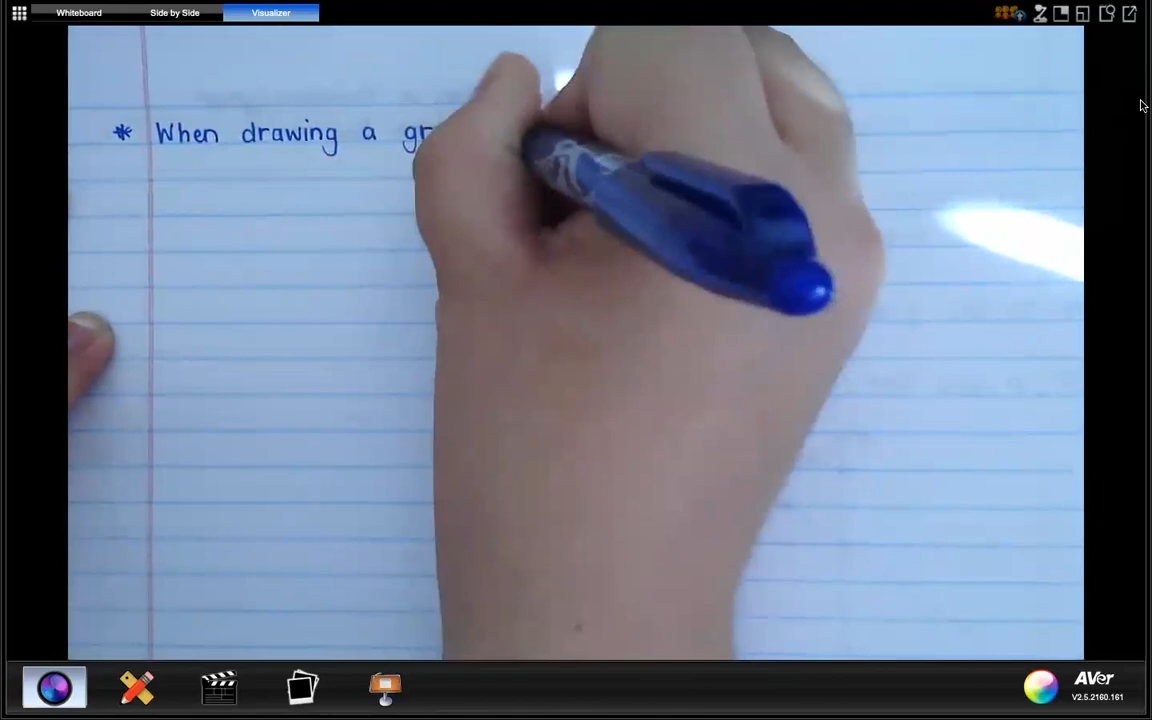 Whiteboard Side by Side Visualizer
* When drawing a gr
AVer
V2.5.2160.161